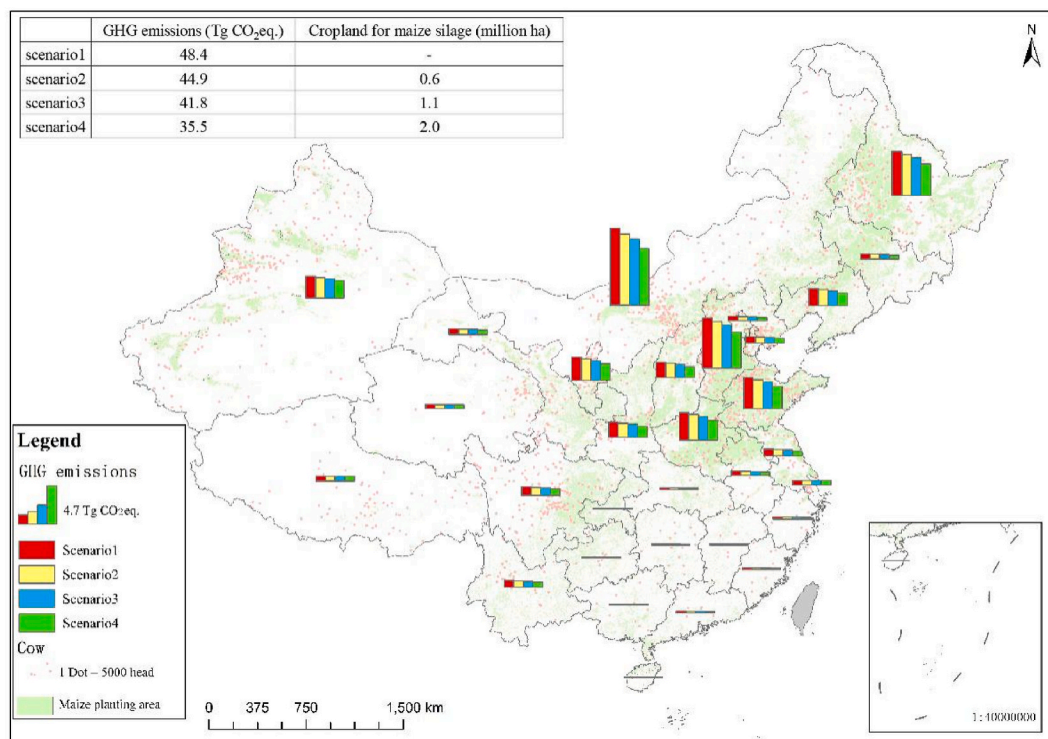 GHG emissions (Tg CO₂eq.) Cropland for maize silage (million ha)
scenario1 48.4 -
scenario2 44.9 0.6
scenario3 41.8 1.1
scenario4 35.5 2.0
N
Legend
GHG emissions
4.7 Tg CO₂eq.
Scenario1
Scenario2
Scenario3
Scenario4
Cow
1 Dot – 5000 head
Maize planting area
0 375 750 1,500 km
1:40000000